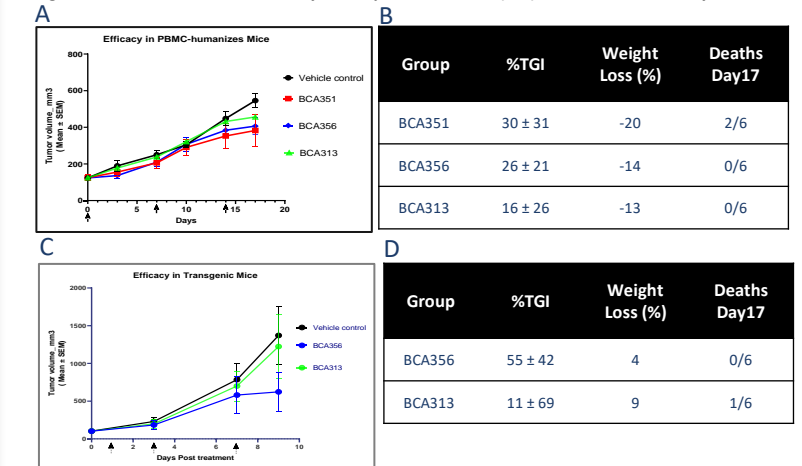 A
Efficacy in PBMC-humanizes Mice
Tumor volume_ mm3
( Mean ± SEM)
800
600
400
200
0
0 5 10 15 20
Days
Vehicle control
BCA351
BCA356
BCA313
B
Group %TGI Weight Loss (%) Deaths Day17
BCA351 30 ± 31 -20 2/6
BCA356 26 ± 21 -14 0/6
BCA313 16 ± 26 -13 0/6
C
Efficacy in Transgenic Mice
Tumor volume_ mm3
( Mean ± SEM)
2000
1500
1000
500
0
0 2 4 6 8 10
Days Post treatment
Vehicle control
BCA356
BCA313
D
Group %TGI Weight Loss (%) Deaths Day17
BCA356 55 ± 42 4 0/6
BCA313 11 ± 69 9 1/6